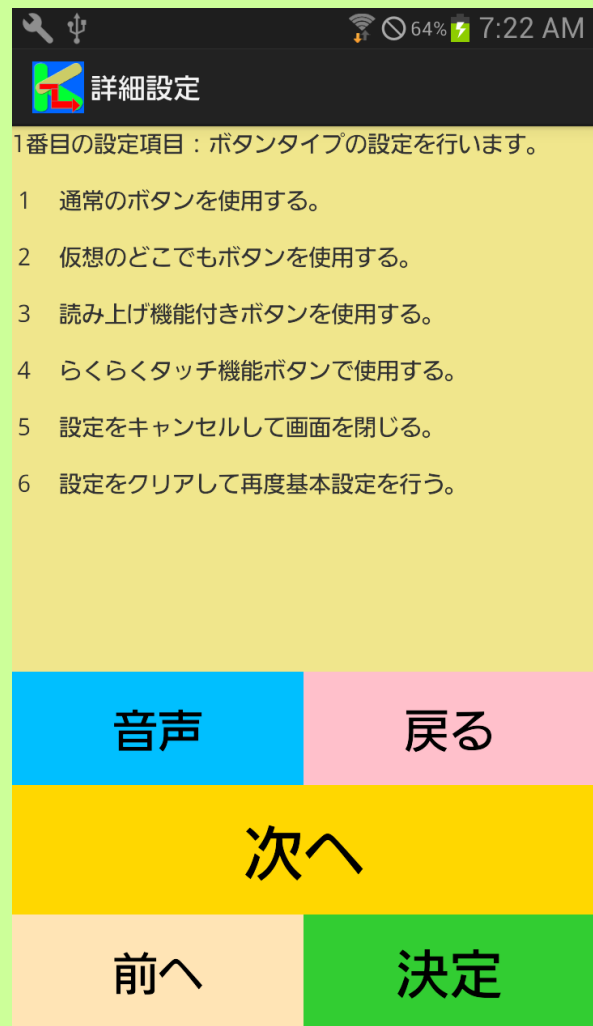 64% 7:22 AM
詳細設定
1番目の設定項目：ボタンタイプの設定を行います。
1 通常のボタンを使用する。
2 仮想のどこでもボタンを使用する。
3 読み上げ機能付きボタンを使用する。
4 らくらくタッチ機能ボタンで使用する。
5 設定をキャンセルして画面を閉じる。
6 設定をクリアして再度基本設定を行う。
音声 戻る
次へ
前へ 決定